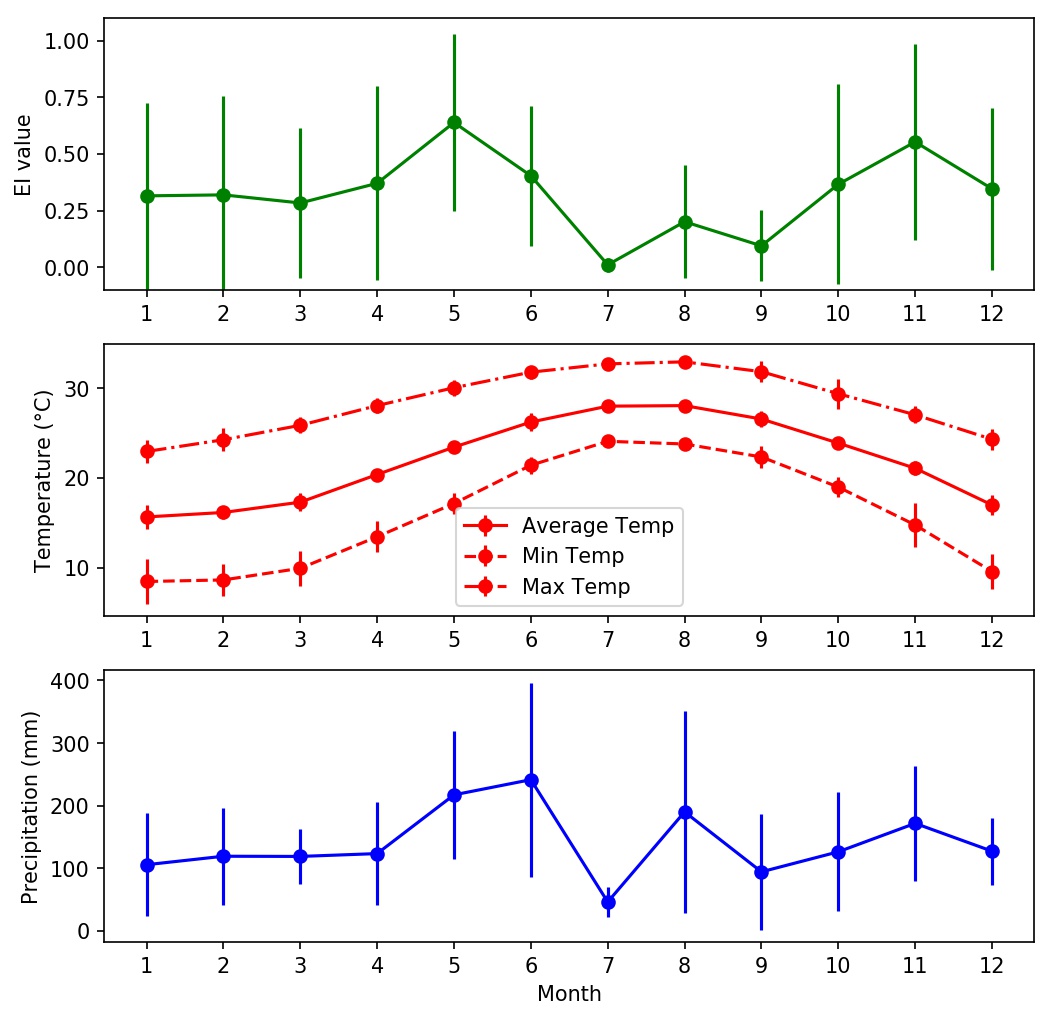 EI value
1.00
0.75
0.50
0.25
0.00
1 2 3 4 5 6 7 8 9 10 11 12
Temperature (°C)
30
20
10
Average Temp
Min Temp
Max Temp
1 2 3 4 5 6 7 8 9 10 11 12
Precipitation (mm)
400
300
200
100
0
1 2 3 4 5 6 7 8 9 10 11 12
Month